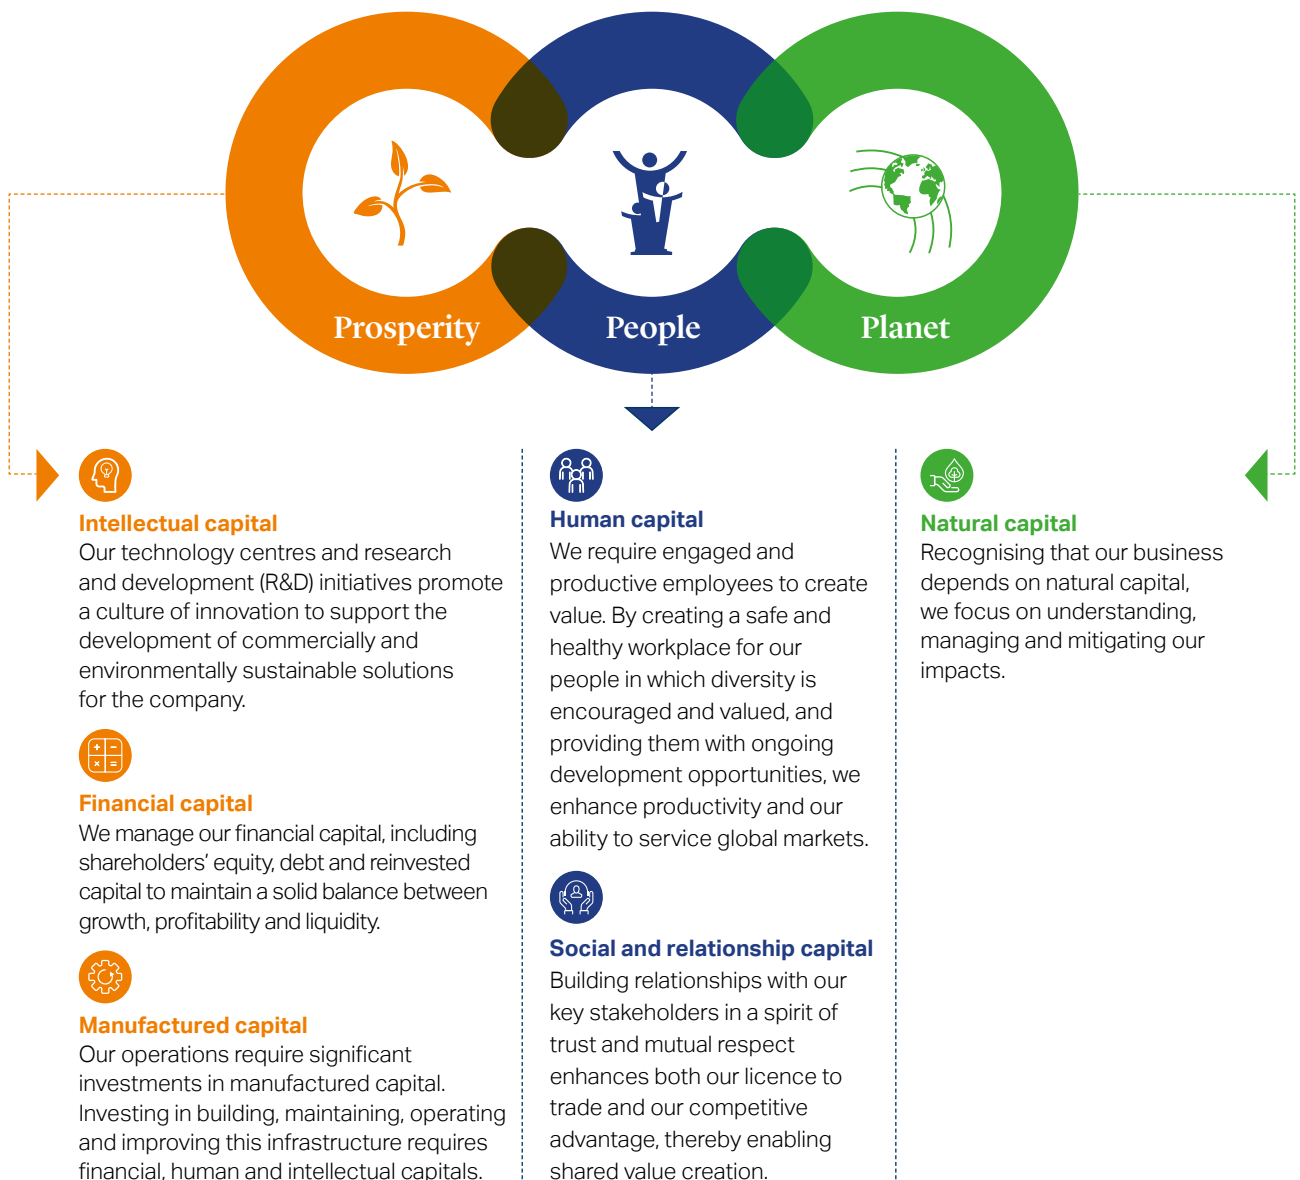 Prosperity
People
Planet
Intellectual capital
Our technology centres and research
and development (R&D) initiatives promote
a culture of innovation to support the
development of commercially and
environmentally sustainable solutions
for the company.
Financial capital
We manage our financial capital, including
shareholders’ equity, debt and reinvested
capital to maintain a solid balance between
growth, profitability and liquidity.
Manufactured capital
Our operations require significant
investments in manufactured capital.
Investing in building, maintaining, operating
and improving this infrastructure requires
financial, human and intellectual capitals.
Human capital
We require engaged and
productive employees to create
value. By creating a safe and
healthy workplace for our
people in which diversity is
encouraged and valued, and
providing them with ongoing
development opportunities, we
enhance productivity and our
ability to service global markets.
Social and relationship capital
Building relationships with our
key stakeholders in a spirit of
trust and mutual respect
enhances both our licence to
trade and our competitive
advantage, thereby enabling
shared value creation.
Natural capital
Recognising that our business
depends on natural capital,
we focus on understanding,
managing and mitigating our
impacts.